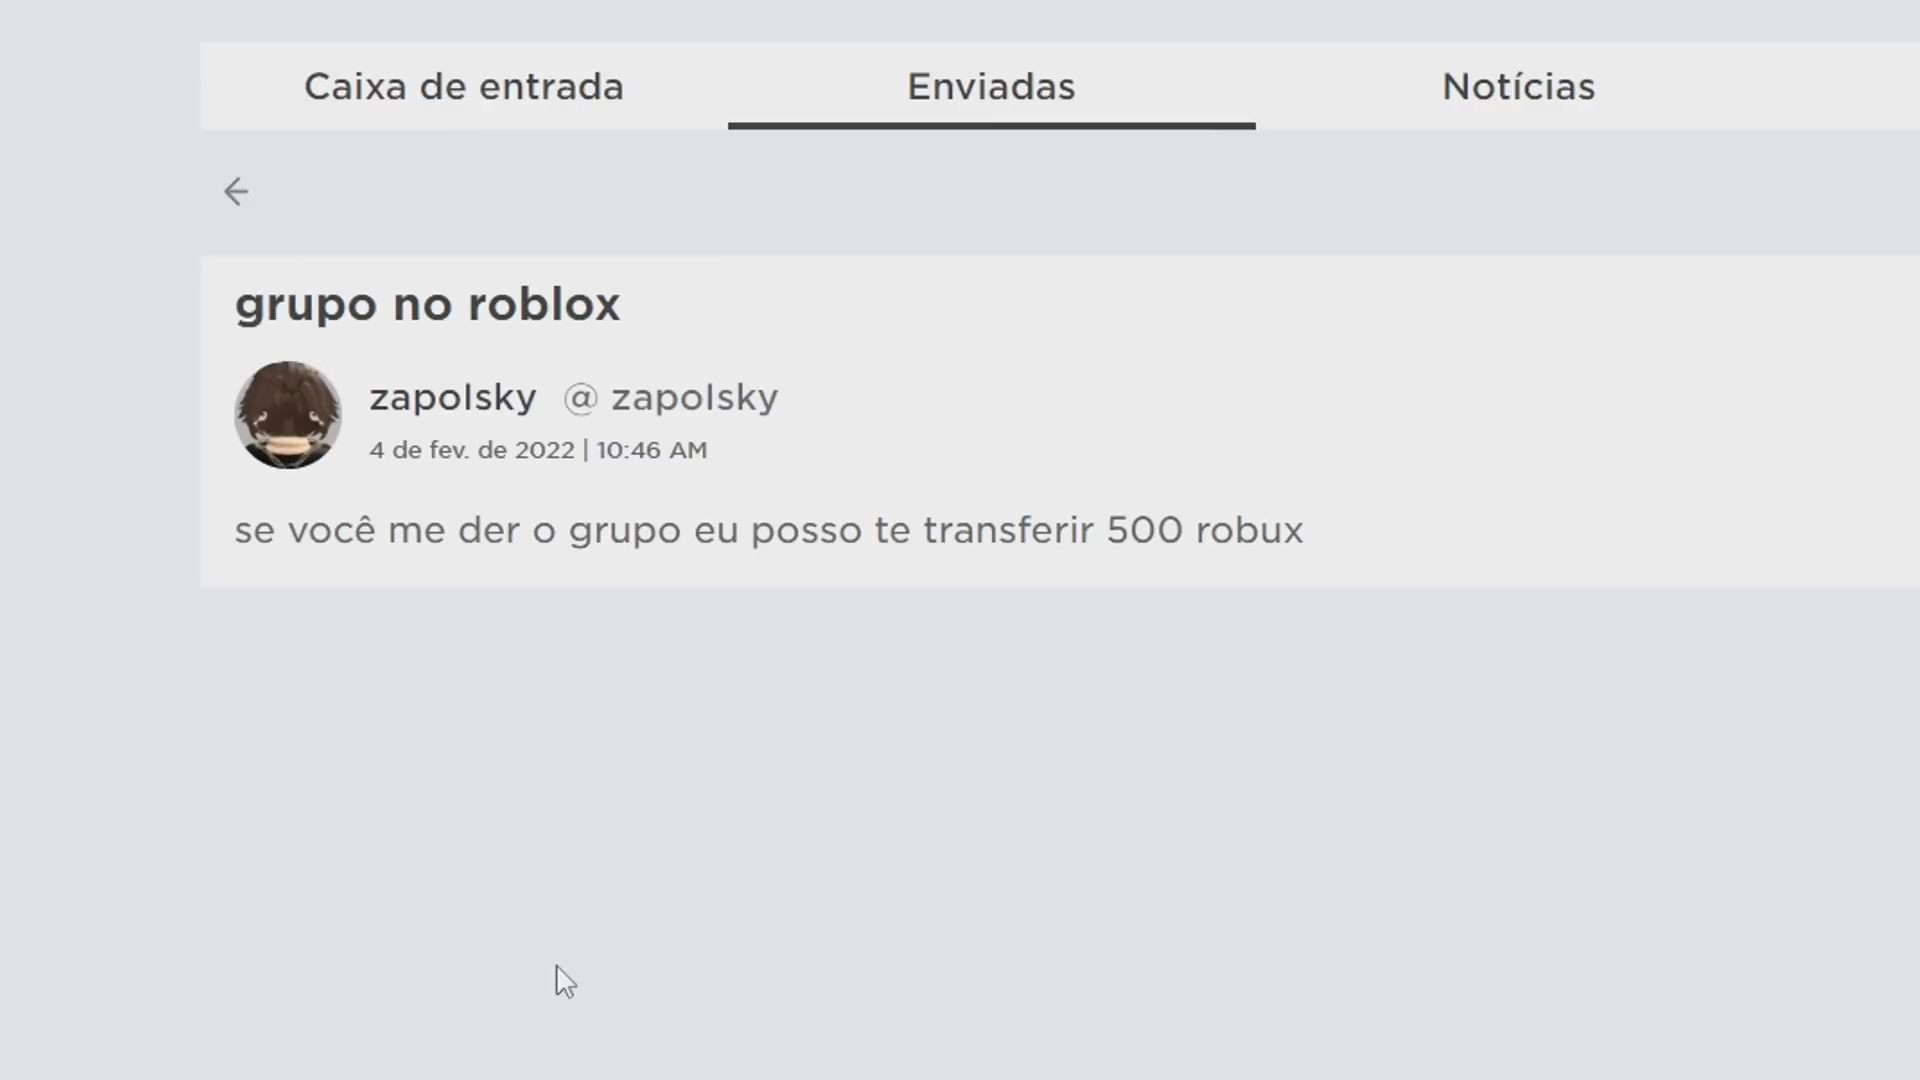 Caixa de entrada Enviadas Notícias
grupo no roblox
zapolsky @ zapolsky
4 de fev. de 2022 | 10:46 AM
se você me der o grupo eu posso te transferir 500 robux